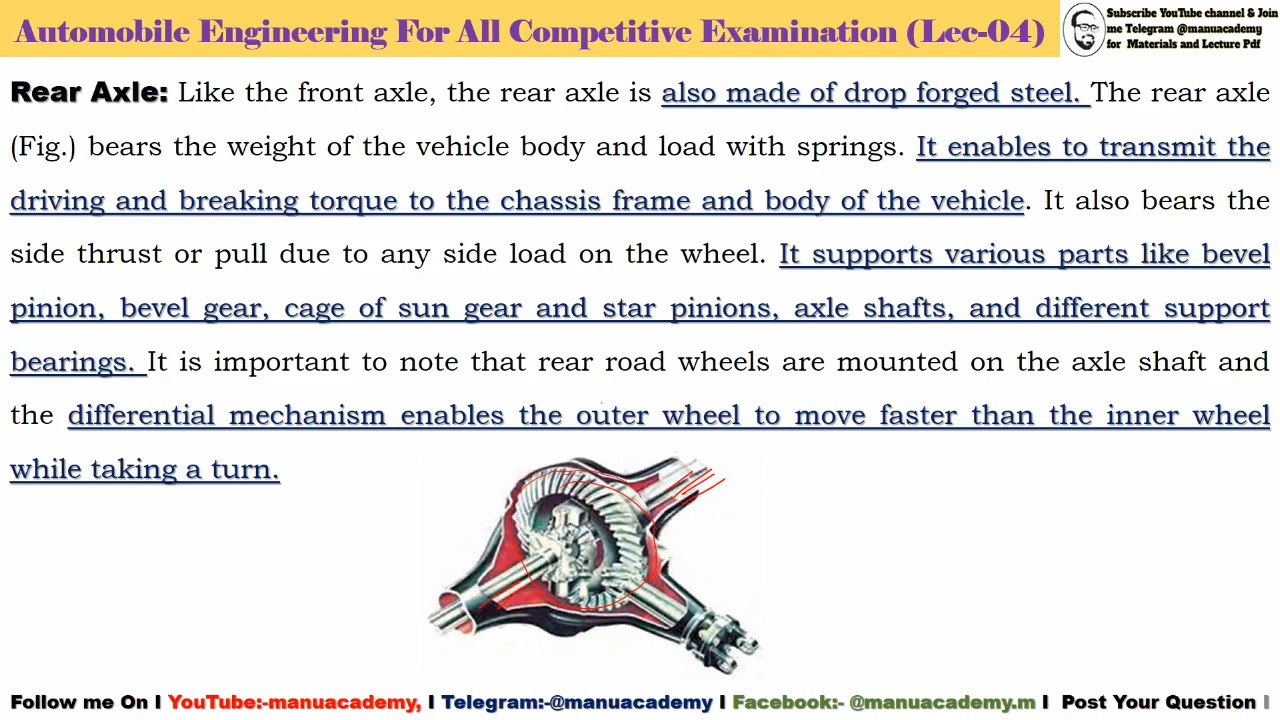 Automobile Engineering For All Competitive Examination (Lec-04)
Subscribe YouTube channel & Join
me Telegram @manuacademy
for Materials and Lecture Pdf
Rear Axle: Like the front axle, the rear axle is also made of drop forged steel. The rear axle
(Fig.) bears the weight of the vehicle body and load with springs. It enables to transmit the
driving and breaking torque to the chassis frame and body of the vehicle. It also bears the
side thrust or pull due to any side load on the wheel. It supports various parts like bevel
pinion, bevel gear, cage of sun gear and star pinions, axle shafts, and different support
bearings. It is important to note that rear road wheels are mounted on the axle shaft and
the differential mechanism enables the outer wheel to move faster than the inner wheel
while taking a turn.
Follow me On I YouTube:-manuacademy, I Telegram:-@manuacademy I Facebook:- @manuacademy.m I Post Your Question I